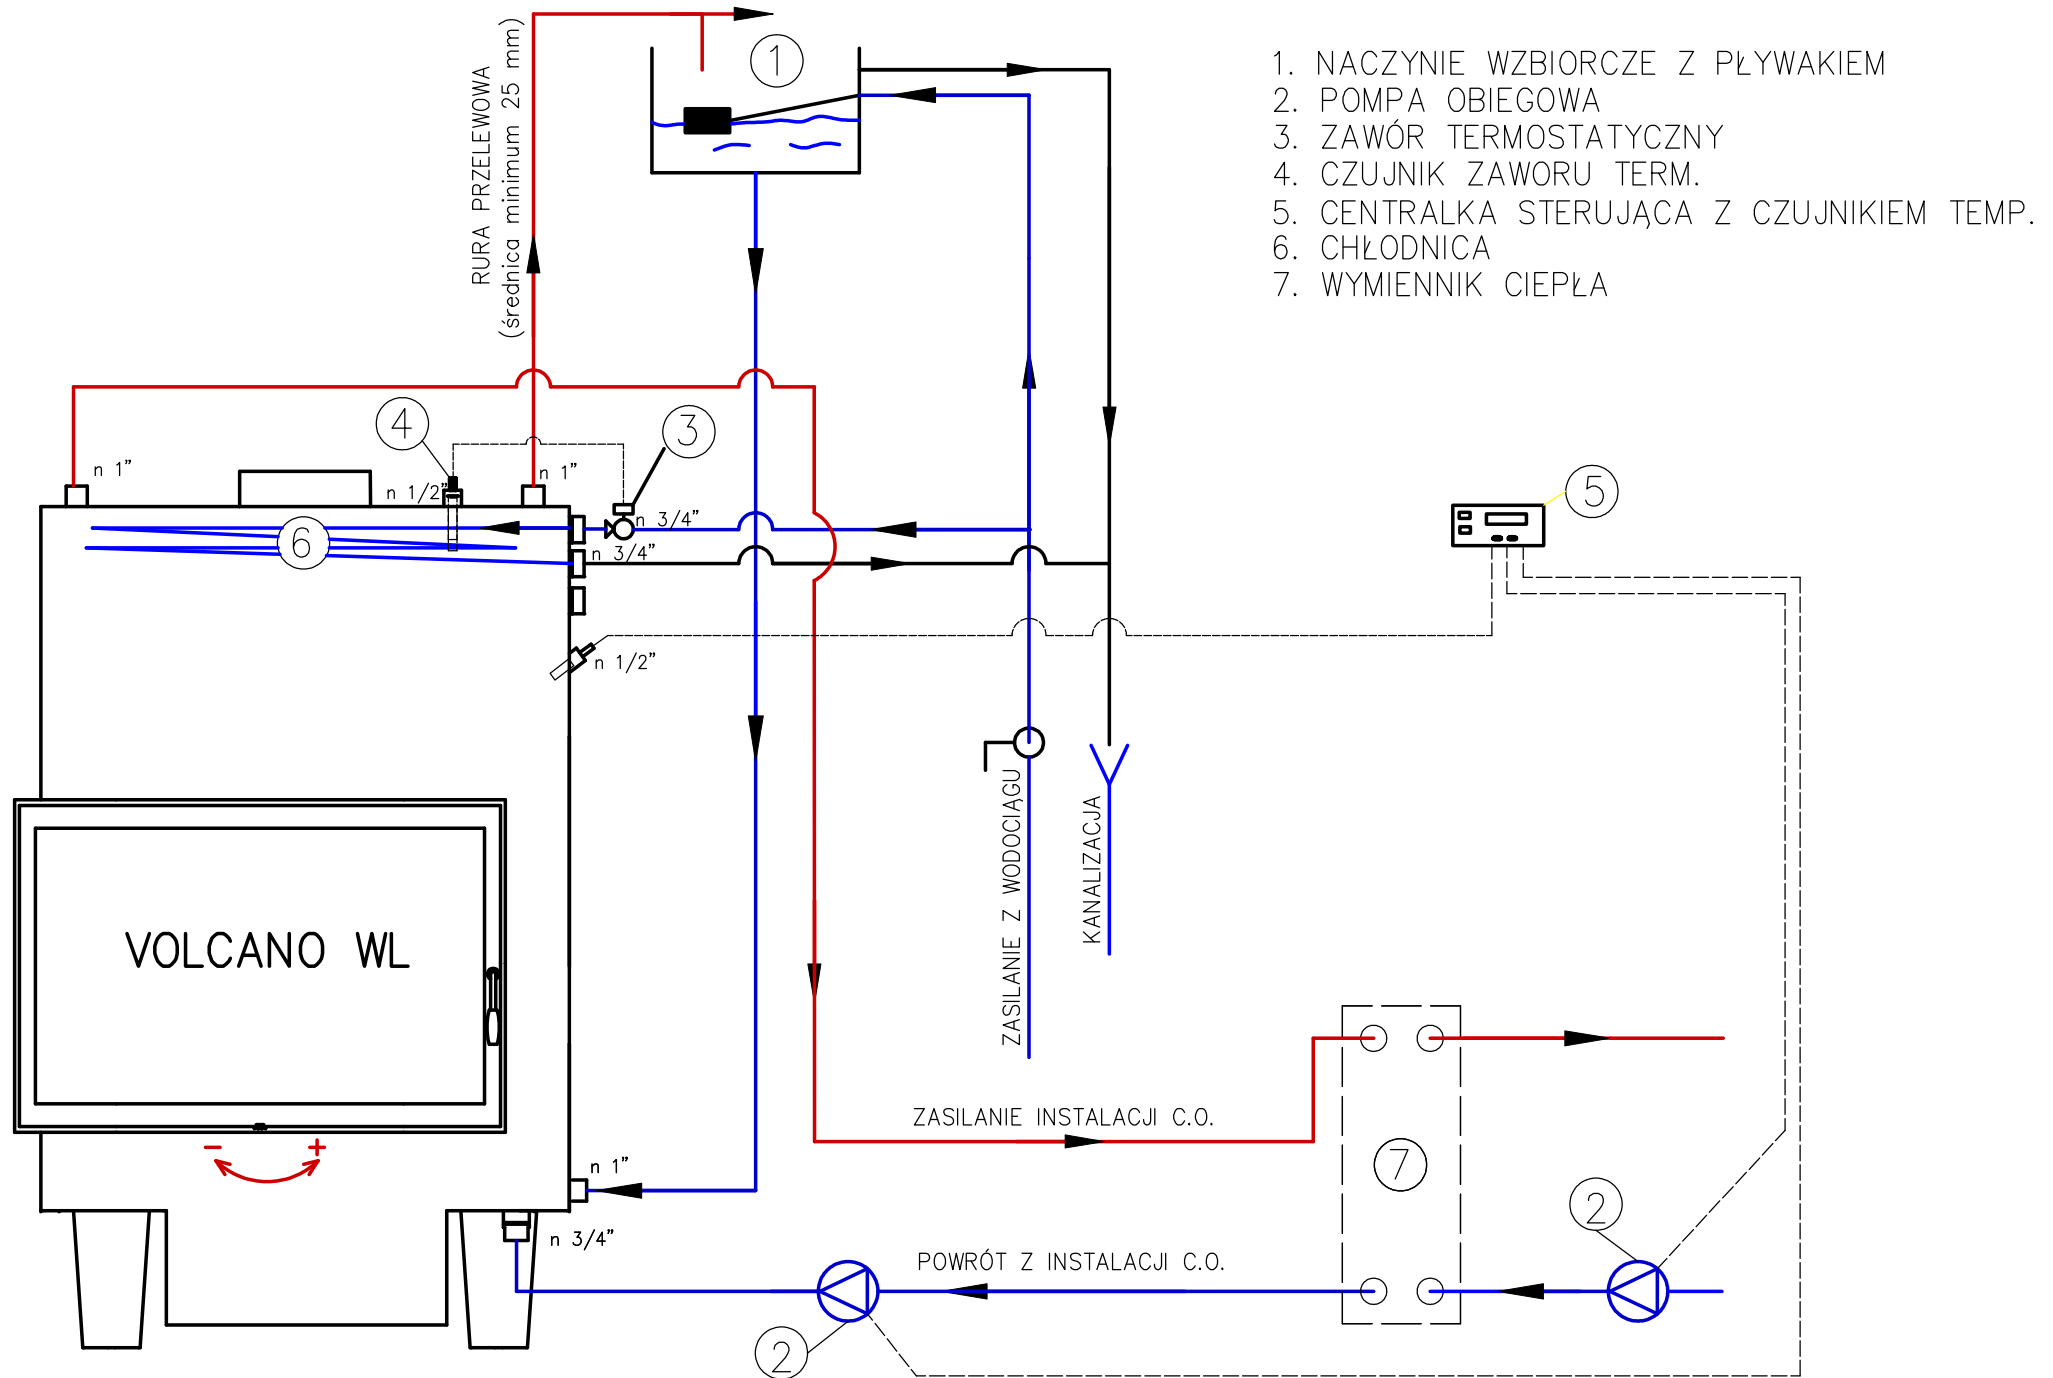 1. NACZYNIE WZBIORCZE Z PŁYWAKIEM
2. POMPA OBIEGOWA
3. ZAWÓR TERMOSTATYCZNY
4. CZUJNIK ZAWORU TERM.
5. CENTRALKA STERUJĄCA Z CZUJNIKIEM TEMP.
6. CHŁODNICA
7. WYMIENNIK CIEPŁA
RURA PRZELEWOWA
(średnica minimum 25 mm)
1
4
3
n 1"
n 1/2"
n 1"
n 3/4"
5
6
n 3/4"
n 1/2"
ZASILANIE Z WODOCIĄGU
KANALIZACJA
VOLCANO WL
- +
ZASILANIE INSTALACJI C.O.
7
n 1"
2
n 3/4"
POWRÓT Z INSTALACJI C.O.
2